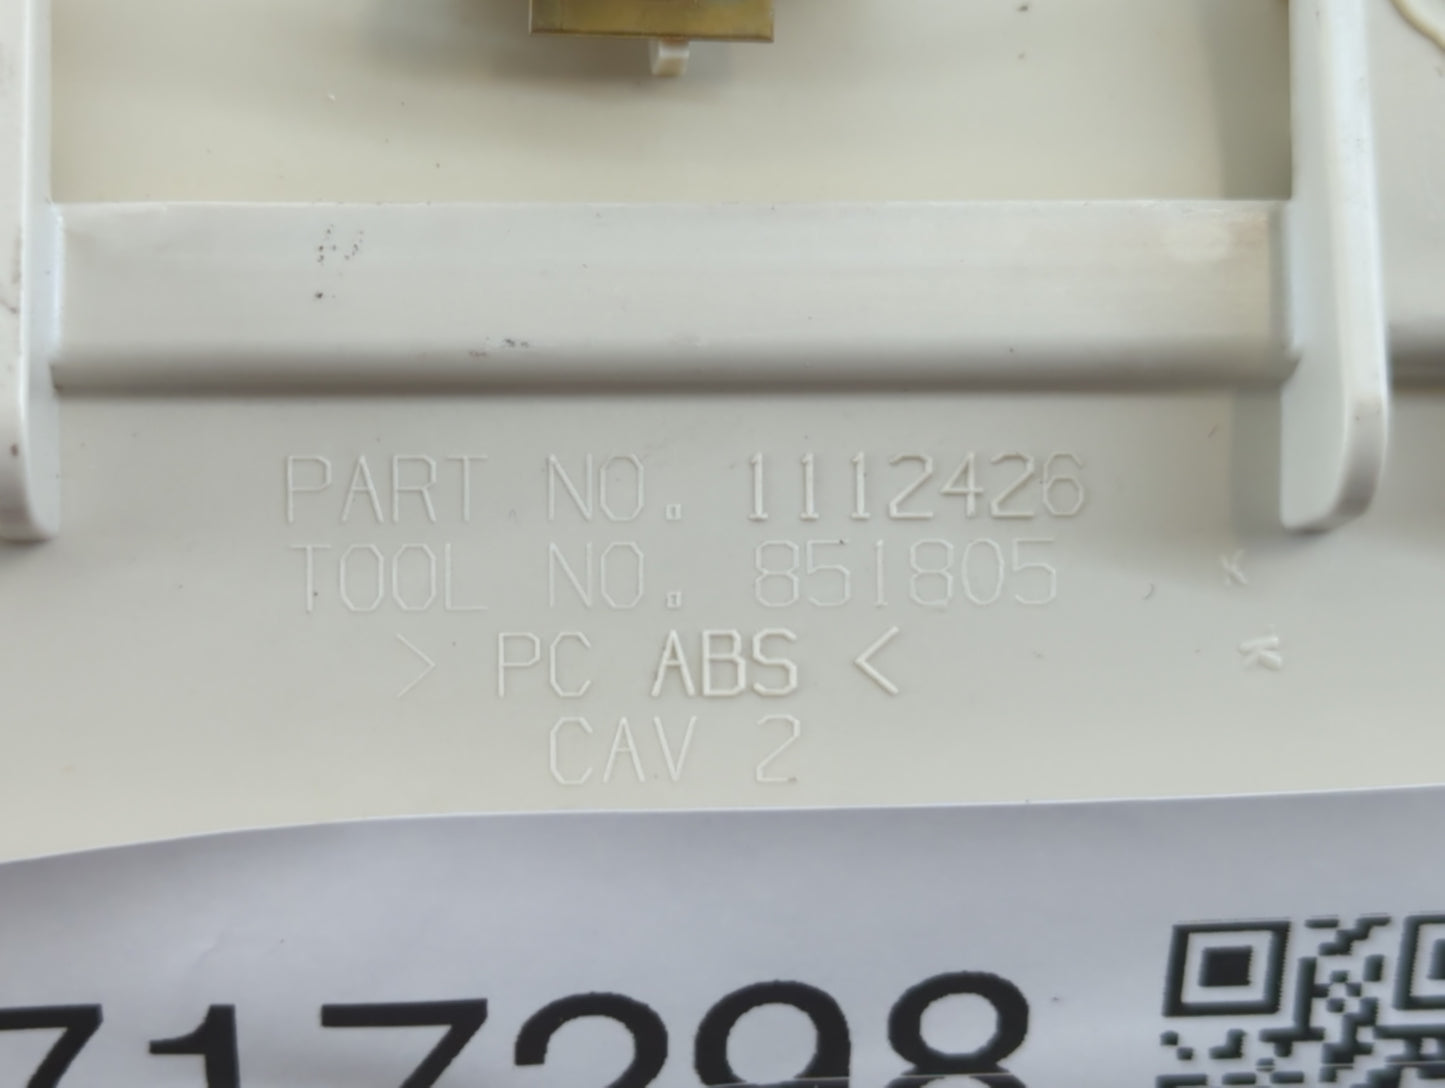 PART NO. 1112426
TOOL NO. 851805
K
> PC ABS <
K
CAV 2